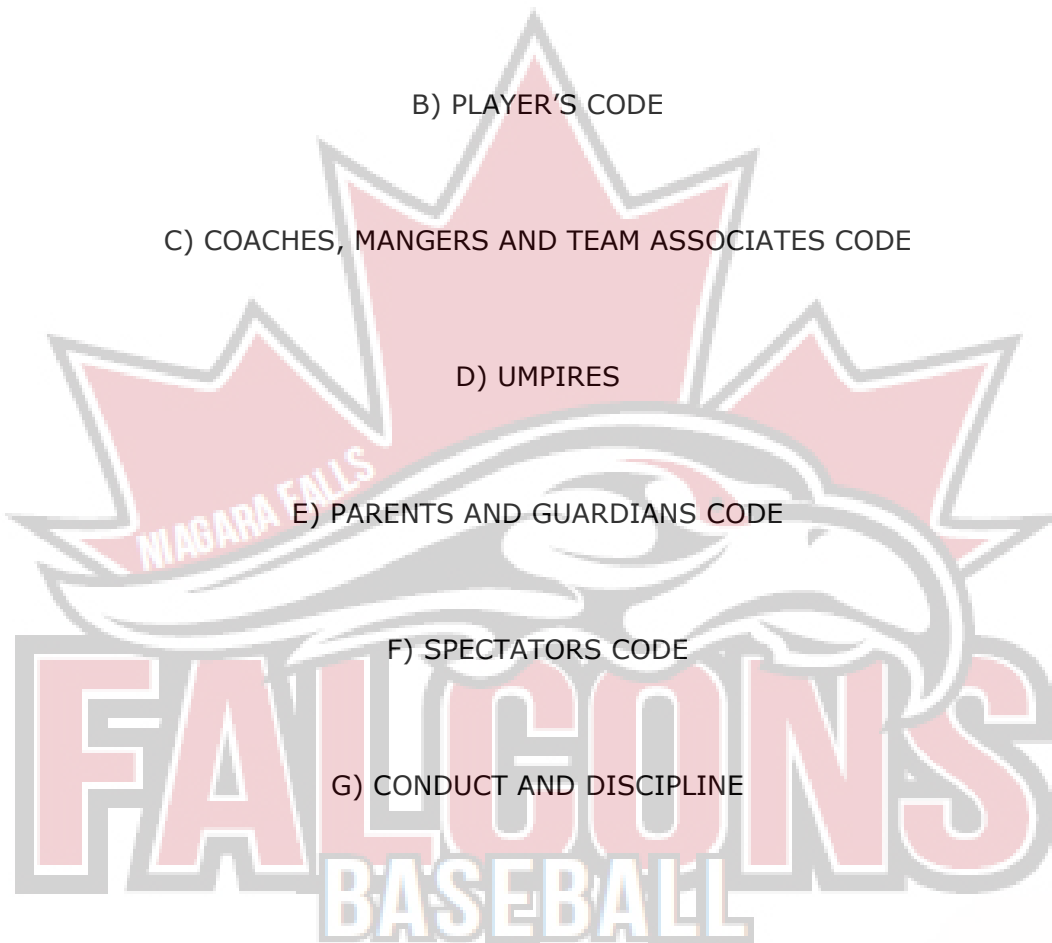 B) PLAYER'S CODE
C) COACHES, MANGERS AND TEAM ASSOCIATES CODE
D) UMPIRES
NIAGARA FALLS
E) PARENTS AND GUARDIANS CODE
F) SPECTATORS CODE
FALCONS
G) CONDUCT AND DISCIPLINE
BASEBALL